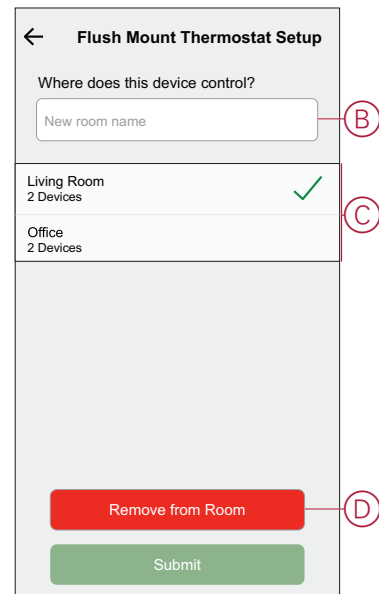 Flush Mount Thermostat Setup
Where does this device control?
New room name
B
Living Room
2 Devices
C
Office
2 Devices
Remove from Room
D
Submit